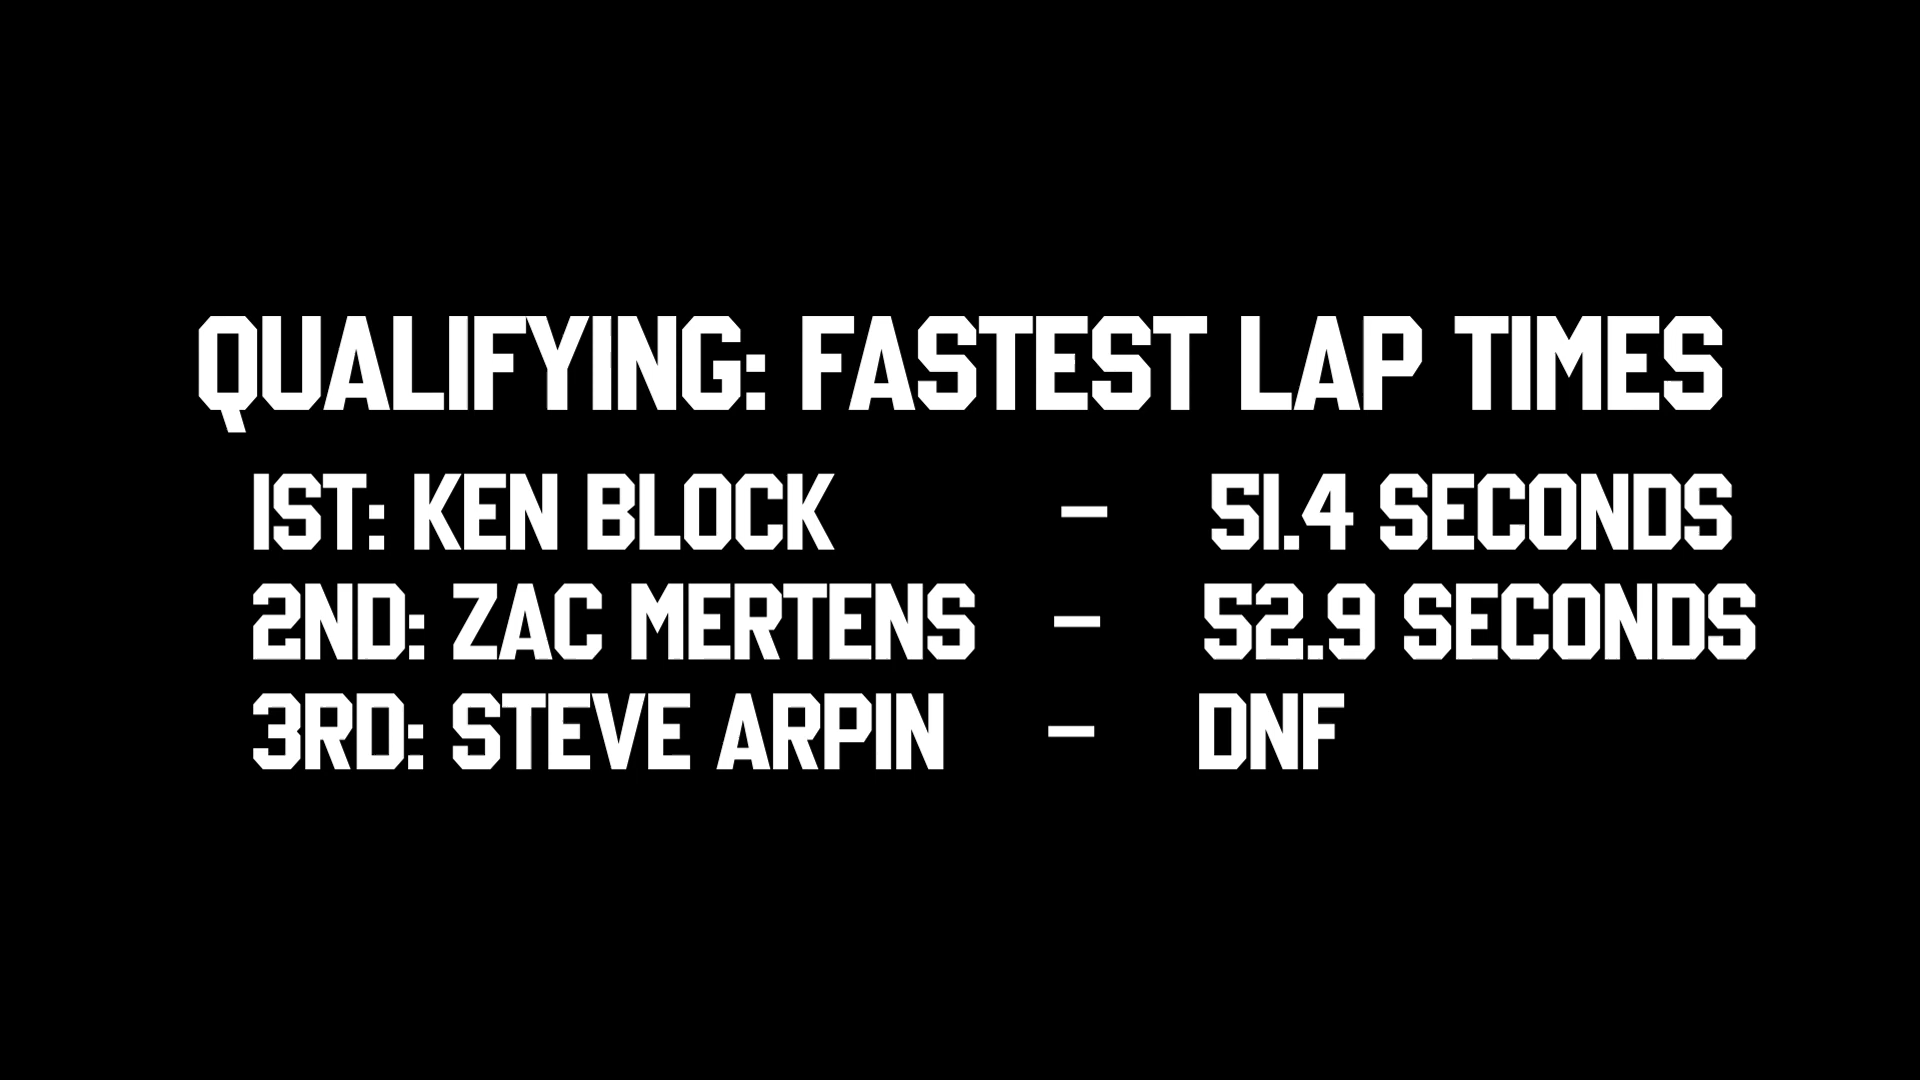 QUALIFYING: FASTEST LAP TIMES
1ST: KEN BLOCK - 51.4 SECONDS
2ND: ZAC MERTENS - 52.9 SECONDS
3RD: STEVE ARPIN - DNF